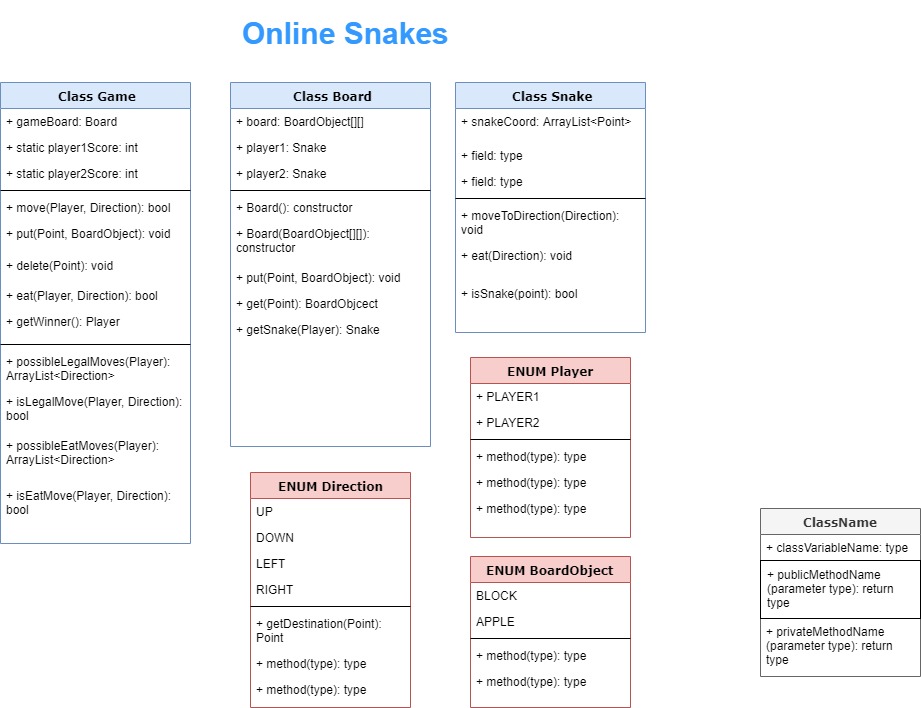 Online Snakes
Class Game
+ gameBoard: Board
+ static player1Score: int
+ static player2Score: int
+ move(Player, Direction): bool
+ put(Point, BoardObject): void
+ delete(Point): void
+ eat(Player, Direction): bool
+ getWinner(): Player
+ possibleLegalMoves(Player):
ArrayList<Direction>
+ isLegalMove(Player, Direction):
bool
+ possibleEatMoves(Player):
ArrayList<Direction>
+ isEatMove(Player, Direction):
bool
Class Board
+ board: BoardObject[][]
+ player1: Snake
+ player2: Snake
+ Board(): constructor
+ Board(BoardObject[][]):
constructor
+ put(Point, BoardObject): void
+ get(Point): BoardObjcect
+ getSnake(Player): Snake
Class Snake
+ snakeCoord: ArrayList<Point>
+ field: type
+ field: type
+ moveToDirection(Direction):
void
+ eat(Direction): void
+ isSnake(point): bool
ENUM Player
+ PLAYER1
+ PLAYER2
+ method(type): type
+ method(type): type
+ method(type): type
ENUM Direction
UP
DOWN
LEFT
RIGHT
+ getDestination(Point):
Point
+ method(type): type
+ method(type): type
ENUM BoardObject
BLOCK
APPLE
+ method(type): type
+ method(type): type
ClassName
+ classVariableName: type
+ publicMethodName
(parameter type): return
type
+ privateMethodName
(parameter type): return
type